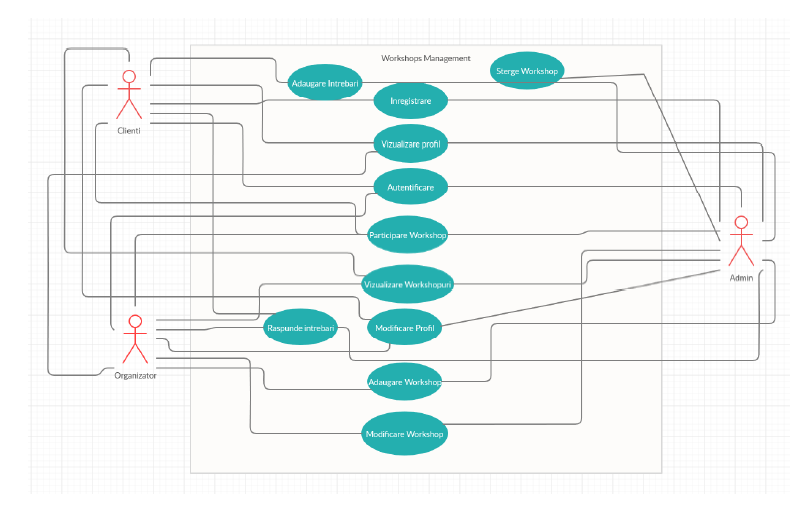 Workshops Management
Sterge Workshop
Adaugare Intrebari
Inregistrare
Clienti
Vizualizare profil
Autentificare
Participare Workshop
Admin
Vizualizare Workshopuri
Raspunde intrebari
Modificare Profil
Organizator
Adaugare Workshop
Modificare Workshop